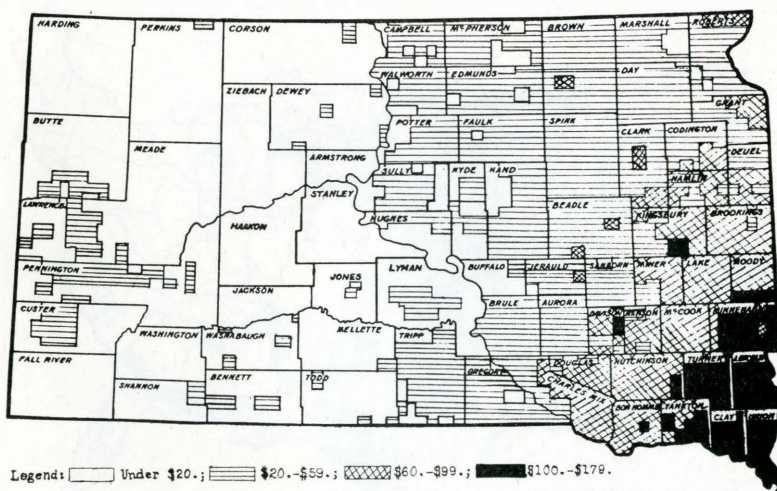 HARDING PERKINS CORSON CAMPBELL McPHERSON BROWN MARSHALL ROBERTS
WALWORTH EDMUNDS DAY
ZIEBACH DEWEY
GRANT
BUTTE POTTER FAULK SPINK CLARK CODINGTON
MEADE DEUEL
ARMSTRONG SULLY HYDE HAND HAMLIN
LAWRENCE STANLEY BEADLE KINGSBURY BROOKINGS
HAAKON HUGHES
PENNINGTON JONES LYMAN BUFFALO JERAULD SANBORN MINER LAKE MOODY
JACKSON BRULE AURORA
CUSTER DAVISON HANSON McCOOK MINNEHAHA
WASHINGTON WASHABAUGH MELLETTE TRIPP
FALL RIVER DOUGLAS HUTCHINSON TURNER LINCOLN
SHANNON BENNETT TODD GREGORY CHARLES MIX
BON HOMME YANKTON CLAY UNION
Legend: Under $20.; $20.-$59.; $60.-$99.; $100.-$179.